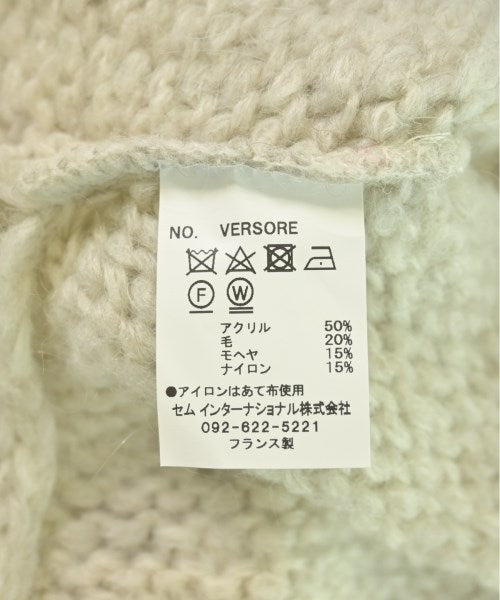 NO. VERSORE
F W
アクリル 50%
毛 20%
モヘヤ 15%
ナイロン 15%
●アイロンはあて布使用
セム インターナショナル株式会社
092-622-5221
フランス製